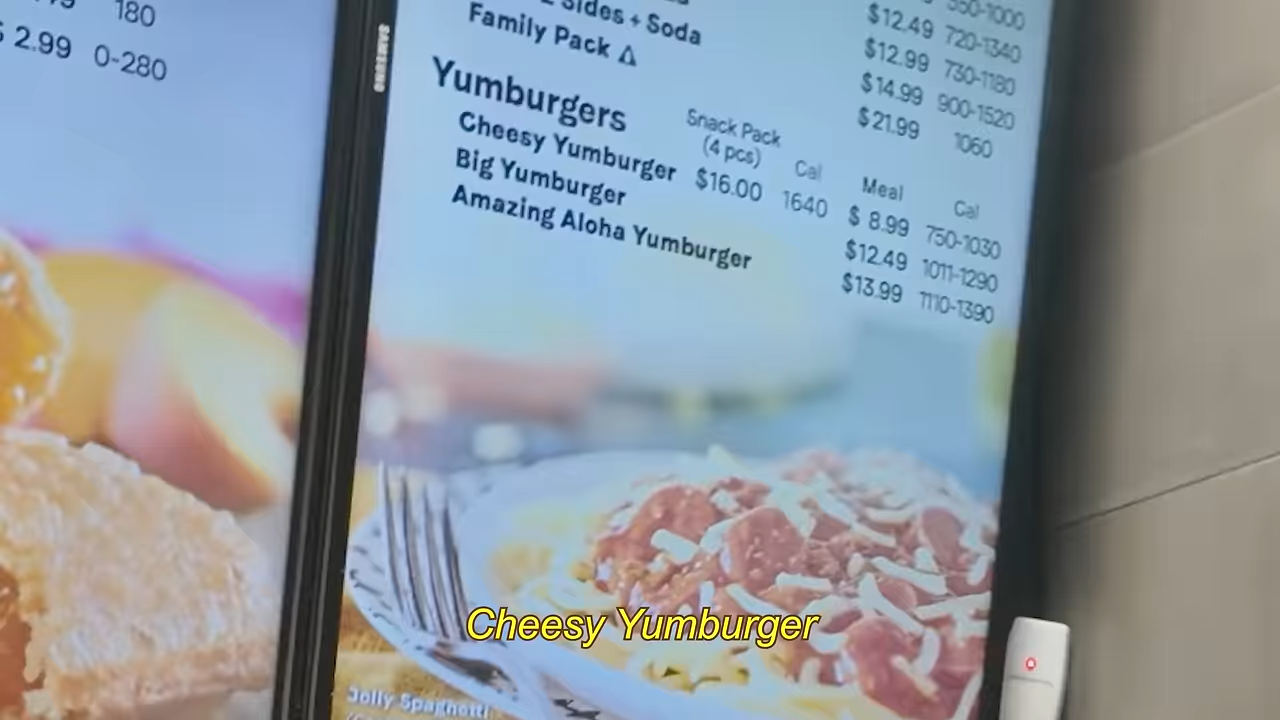 180
2.99 0-280
SAMSUNG
$12.49 720-1340
Sides + Soda $12.99 730-1180
Family Pack $14.99 900-1520
$21.99 1060
Yumburgers
Snack Pack (4 pcs) Cal Meal Cal
Cheesy Yumburger $16.00 1640 $ 8.99 750-1030
Big Yumburger $12.49 1011-1290
Amazing Aloha Yumburger $13.99 1110-1390
Cheesy Yumburger
Jolly Spaghetti